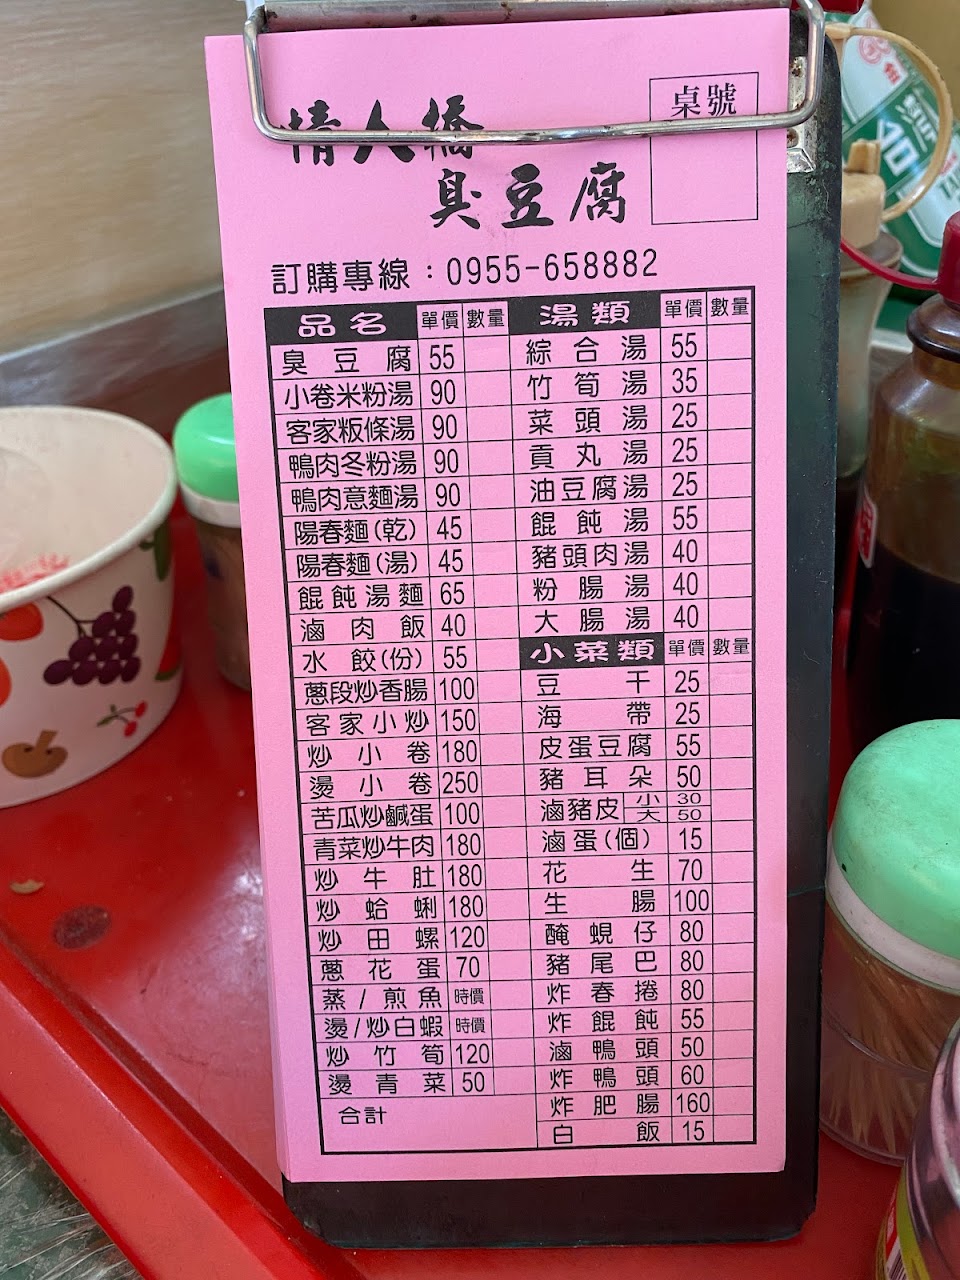 情人橋
臭豆腐
桌號
訂購專線：0955-658882
品名 單價 數量
臭豆腐 55
小卷米粉湯 90
客家粄條湯 90
鴨肉冬粉湯 90
鴨肉意麵湯 90
陽春麵(乾) 45
陽春麵(湯) 45
餛飩湯麵 65
滷肉飯 40
水餃(份) 55
蔥段炒香腸 100
客家小炒 150
炒小卷 180
燙小卷 250
苦瓜炒鹹蛋 100
青菜炒牛肉 180
炒牛肚 180
炒蛤蜊 180
炒田螺 120
蔥花蛋 70
蒸/煎魚 時價
燙/炒白蝦 時價
炒竹筍 120
燙青菜 50
合計
湯類 單價 數量
綜合湯 55
竹筍湯 35
菜頭湯 25
貢丸湯 25
油豆腐湯 25
餛飩湯 55
豬頭肉湯 40
粉腸湯 40
大腸湯 40
小菜類 單價 數量
豆干 25
海帶 25
皮蛋豆腐 55
豬耳朵 50
滷豬皮 小 30
大 50
滷蛋(個) 15
花生 70
生腸 100
醃蜆仔 80
豬尾巴 80
炸春捲 80
炸餛飩 55
滷鴨頭 50
炸鴨頭 60
炸肥腸 160
白飯 15